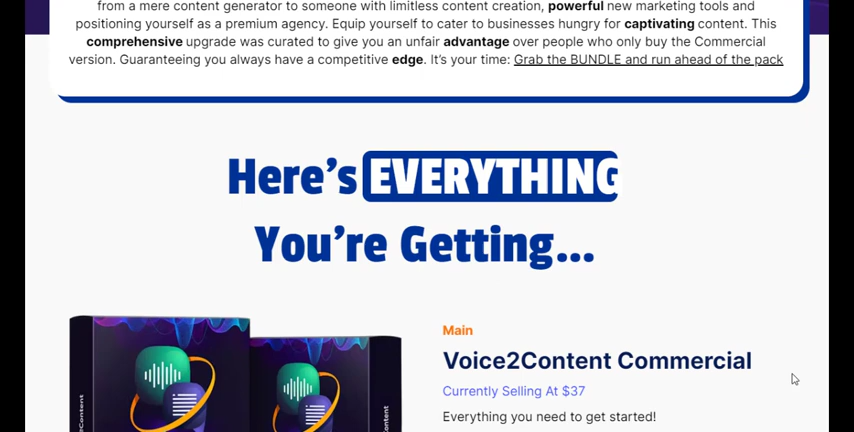 from a mere content generator to someone with limitless content creation, powerful new marketing tools and
positioning yourself as a premium agency. Equip yourself to cater to businesses hungry for captivating content. This
comprehensive upgrade was curated to give you an unfair advantage over people who only buy the Commercial
version. Guaranteeing you always have a competitive edge. It's your time: Grab the BUNDLE and run ahead of the pack
Here's EVERYTHING
You're Getting...
Main
Voice2Content Commercial
Currently Selling At $37
Everything you need to get started!